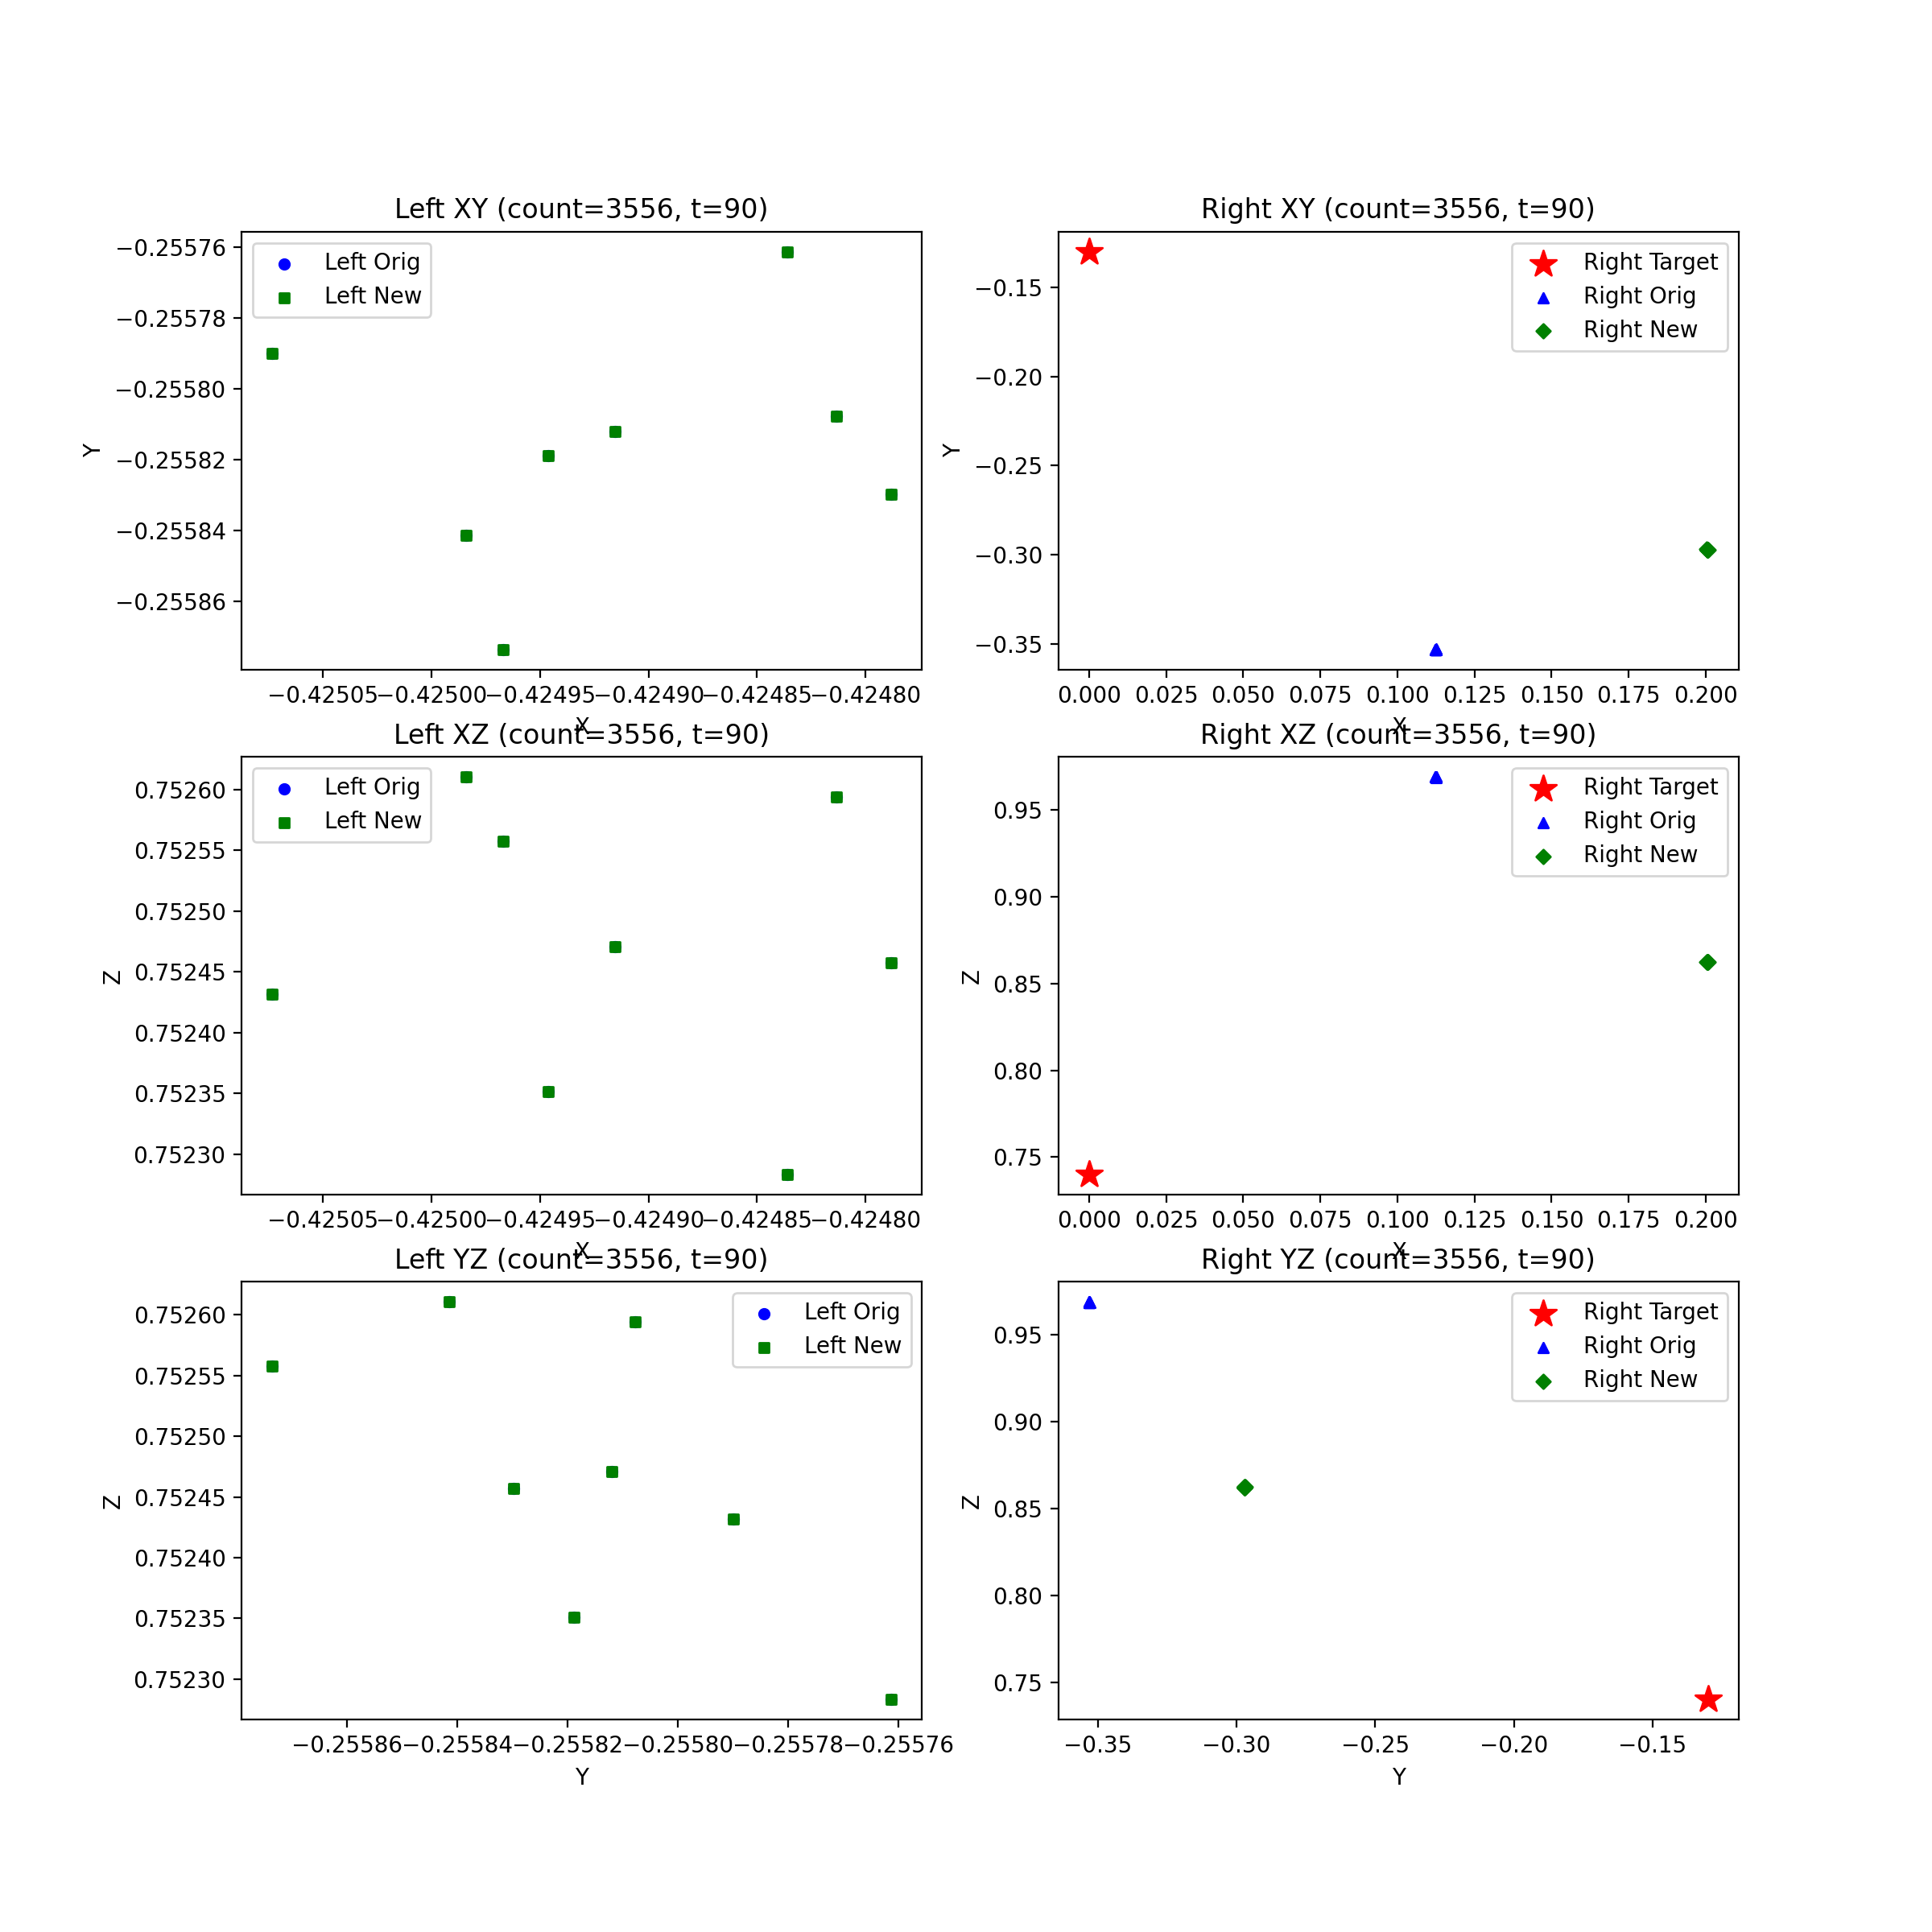 Left XY (count=3556, t=90)
−0.25576
−0.25578
−0.25580
−0.25582
−0.25584
−0.25586
Y
Left Orig
Left New
−0.42505 −0.42500 −0.42495 −0.42490 −0.42485 −0.42480
X
Right XY (count=3556, t=90)
−0.15
−0.20
−0.25
−0.30
−0.35
Y
Right Target
Right Orig
Right New
0.000 0.025 0.050 0.075 0.100 0.125 0.150 0.175 0.200
X
Left XZ (count=3556, t=90)
0.75260
0.75255
0.75250
0.75245
0.75240
0.75235
0.75230
Z
Left Orig
Left New
−0.42505 −0.42500 −0.42495 −0.42490 −0.42485 −0.42480
X
Right XZ (count=3556, t=90)
0.95
0.90
0.85
0.80
0.75
Z
Right Target
Right Orig
Right New
0.000 0.025 0.050 0.075 0.100 0.125 0.150 0.175 0.200
X
Left YZ (count=3556, t=90)
0.75260
0.75255
0.75250
0.75245
0.75240
0.75235
0.75230
Z
Left Orig
Left New
−0.25586 −0.25584 −0.25582 −0.25580 −0.25578 −0.25576
Y
Right YZ (count=3556, t=90)
0.95
0.90
0.85
0.80
0.75
Z
Right Target
Right Orig
Right New
−0.35 −0.30 −0.25 −0.20 −0.15
Y